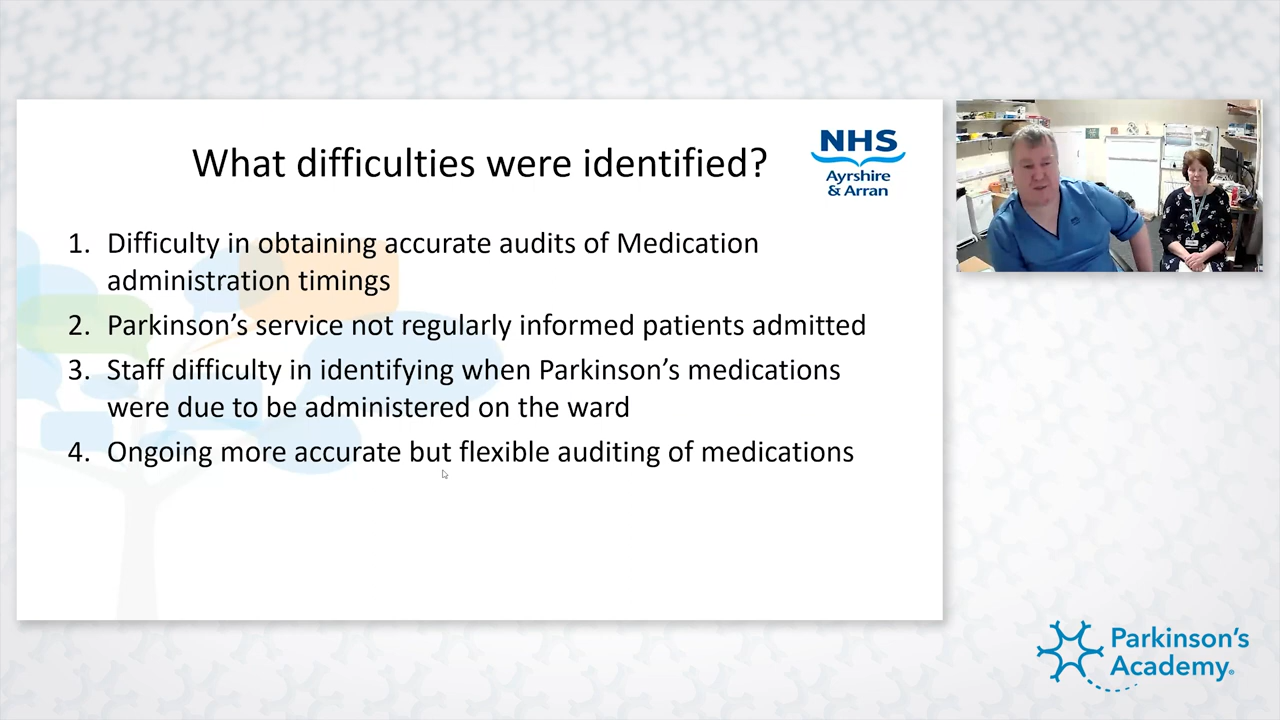 What difficulties were identified?
NHS
Ayrshire
& Arran
1. Difficulty in obtaining accurate audits of Medication
administration timings
2. Parkinson's service not regularly informed patients admitted
3. Staff difficulty in identifying when Parkinson's medications
were due to be administered on the ward
4. Ongoing more accurate but flexible auditing of medications
Parkinson's
Academy®